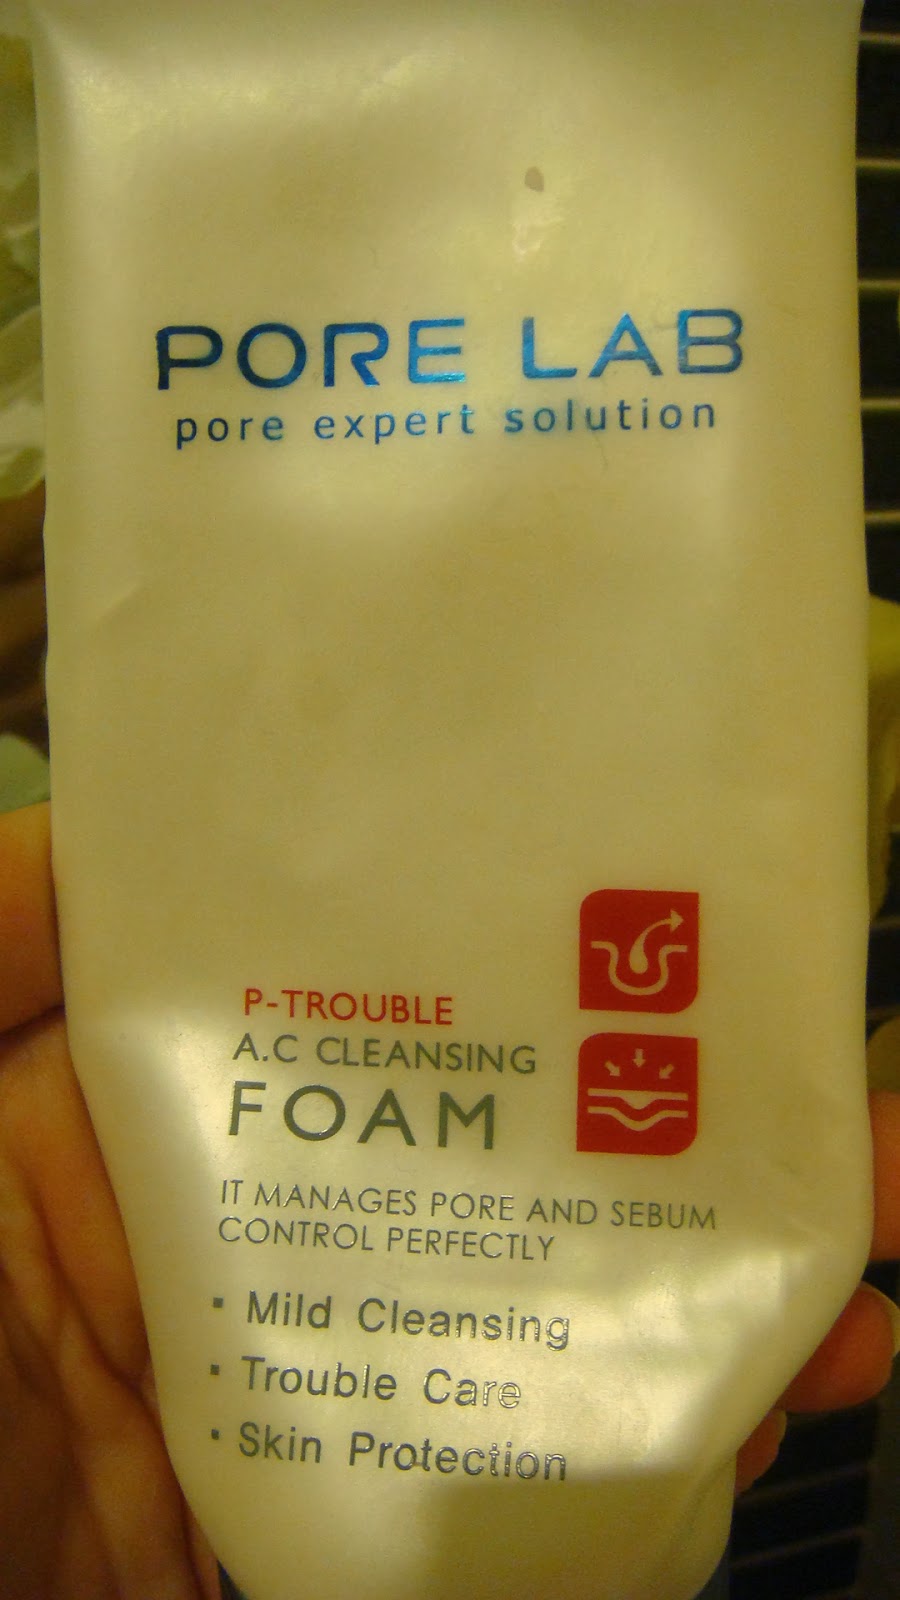 PORE LAB
pore expert solution
P-TROUBLE
A.C CLEANSING
FOAM
IT MANAGES PORE AND SEBUM
CONTROL PERFECTLY
▪ Mild Cleansing
▪ Trouble Care
▪ Skin Protection